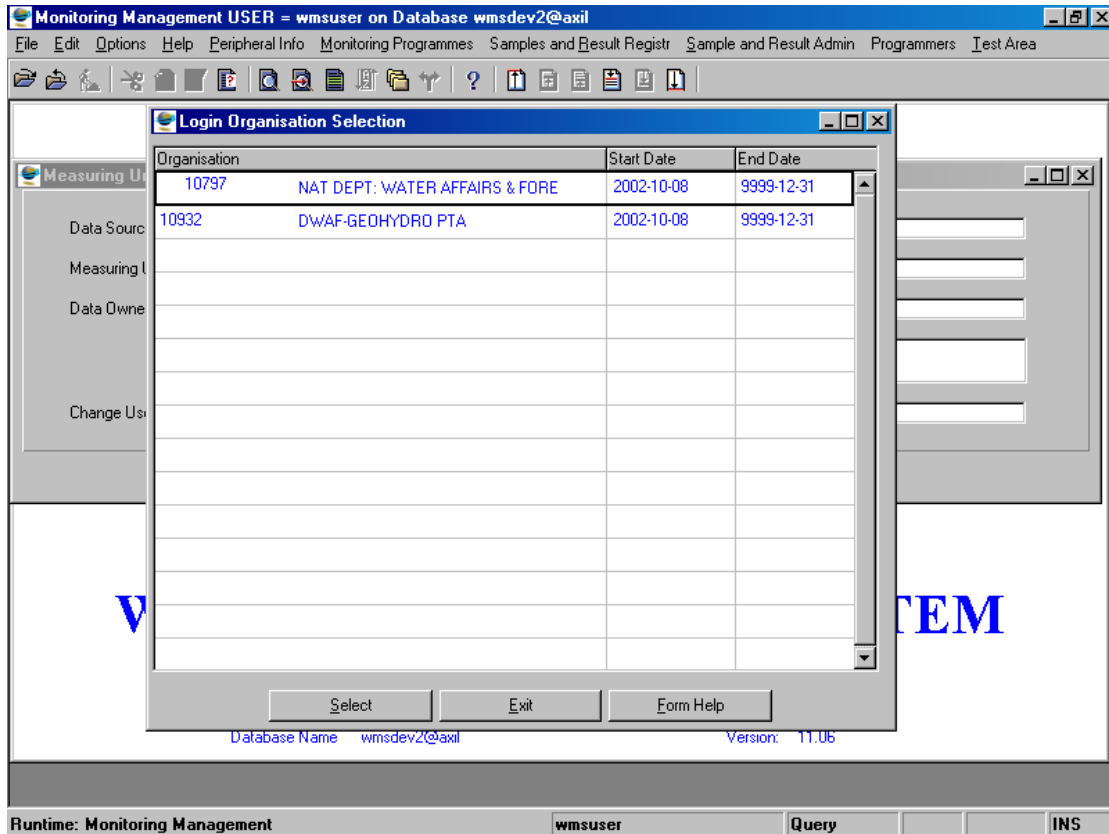 Monitoring Management USER = wmsuser on Database wmsdev2@axil
File Edit Options Help Peripheral Info Monitoring Programmes Samples and Result Registr Sample and Result Admin Programmers Test Area
Login Organisation Selection
Organisation Start Date End Date
10797 NAT DEPT: WATER AFFAIRS & FORE 2002-10-08 9999-12-31
10932 DWAF-GEOHYDRO PTA 2002-10-08 9999-12-31
Select Exit Form Help
Measuring U
Data Sourc
Measuring U
Data Owne
Change Use
W TEM
Database Name wmsdev2@axil Version: 11.06
Runtime: Monitoring Management wmsuser Query INS